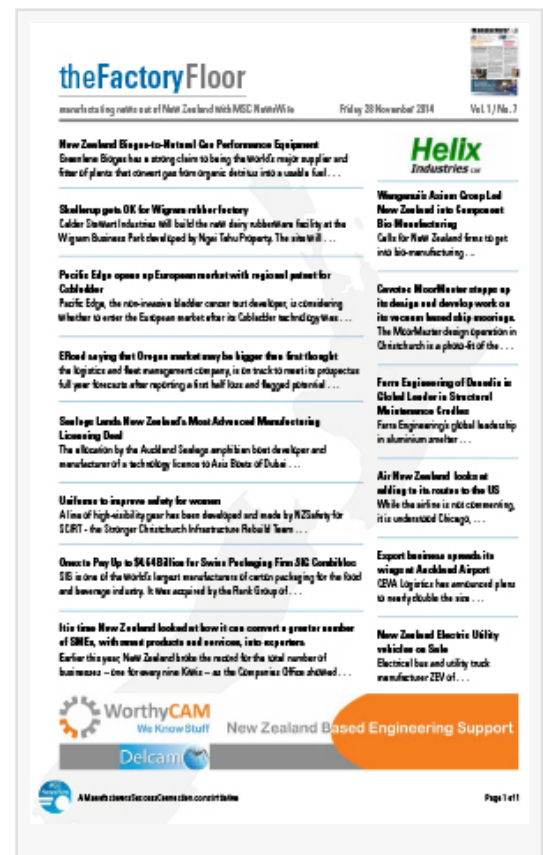 theFactoryFloor
manufacturing news out of New Zealand with MSC NewsWire
Friday 28 November 2014
Vol. 1 / No. 7
New Zealand Biogas-to-Natural Gas Performance Equipment
Greenlane Biogas has a strong claim to being the world's major supplier and
fitter of plants that convert gas from organic detritus into a usable fuel . . .
Skellerup gets OK for Wigram rubber factory
Calder Stewart Industries will build the new dairy rubberware facility at the
Wigram Business Park developed by Ngai Tahu Property. The site will . . .
Pacific Edge opens up European market with regional patent for
Cxbladder
Pacific Edge, the non-invasive bladder cancer test developer, is considering
whether to enter the European market after its Cxbladder technology was . . .
ERoad saying that Oregon market may be bigger than first thought
the logistics and fleet management company, is on track to meet its prospectus
full year forecasts after reporting a first half loss and flagged potential . . .
Sealegs Lands New Zealand's Most Advanced Manufacturing
Licensing Deal
The allocation by the Auckland Sealegs amphibian boat developer and
manufacturer of a technology licence to Asis Boats of Dubai . . .
Uniforms to improve safety for women
A line of high-visibility gear has been developed and made by NZSafety for
SCIRT - the Stronger Christchurch Infrastructure Rebuild Team . . .
Onex to Pay Up to $4.64 Billion for Swiss Packaging Firm SIG Combibloc
SIG is one of the world's largest manufacturers of carton packaging for the food
and beverage industry. It was acquired by the Rank Group of . . .
It is time New Zealand looked at how it can convert a greater number
of SMEs, with smart products and services, into exporters
Earlier this year, New Zealand broke the record for the total number of
businesses – one for every nine Kiwis – as the Companies Office showed . . .
Helix
Industries Ltd
Wanganui's Axiam Group Led
New Zealand into Component
Bio Manufacturing
Calls for New Zealand firms to get
into bio-manufacturing . .
Cavotec MoorMaster stepps up
its design and develop work on
its vacuum based ship moorings.
The MoorMaster design operation in
Christchurch is a photo-fit of the . . .
Farra Engineering of Dunedin is
Global Leader in Structural
Maintenance Cradles
Farra Engineering's global leadership
in aluminium smelter . . .
Air New Zealand looks at
adding to its routes to the US
While the airline is not commenting,
it is understood Chicago, . . .
Export business spreads its
wings at Auckland Airport
CEVA Logistics has announced plans
to nearly double the size . . .
New Zealand Electric Utility
vehicles on Sale
Electrical bus and utility truck
manufacturer ZEV of . . .
WorthyCAM
We Know Stuff
Delcam
New Zealand Based Engineering Support
A ManufacturersSuccessConnection.com initiative
Page 1 of 1